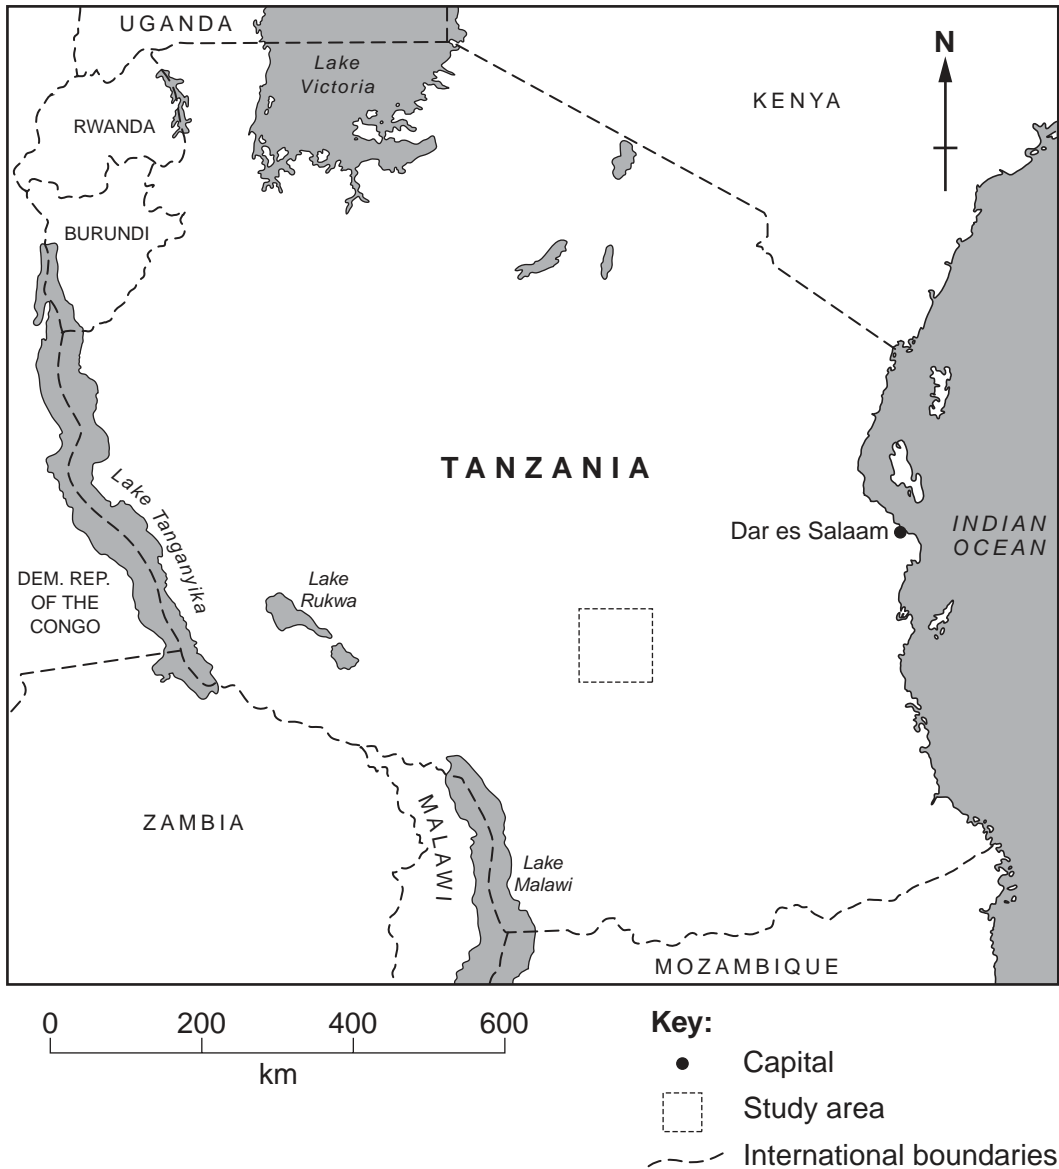 UGANDA
Lake
Victoria
N
KENYA
RWANDA
BURUNDI
TANZANIA
Lake Tanganyika
Dar es Salaam
INDIAN
OCEAN
DEM. REP.
OF THE
CONGO
Lake
Rukwa
ZAMBIA
MALAWI
Lake
Malawi
MOZAMBIQUE
0 200 400 600
km
Key:
Capital
Study area
International boundaries